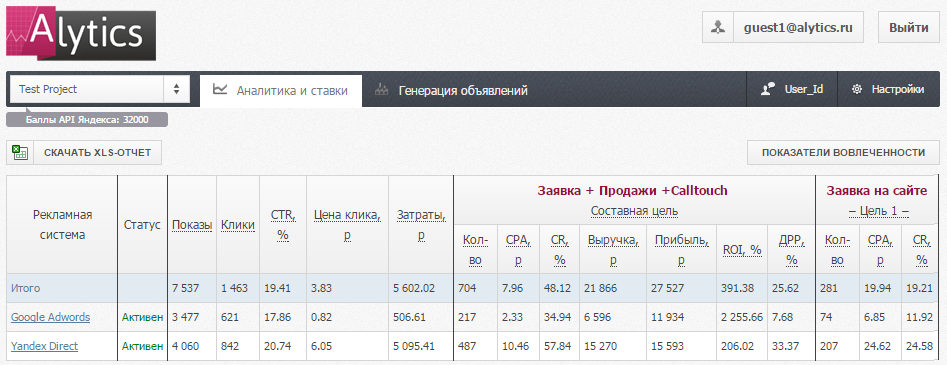 Alytics
guest1@alytics.ru Выйти
Test Project Аналитика и ставки Генерация объявлений User_Id Настройки
Баллы API Яндекса: 32000
СКАЧАТЬ XLS-ОТЧЕТ ПОКАЗАТЕЛИ ВОВЛЕЧЕННОСТИ
Заявка + Продажи +Calltouch Заявка на сайте
Составная цель – Цель 1 –
Рекламная система Статус Показы Клики CTR, % Цена клика, р Затраты, р Кол-во CPA, р CR, % Выручка, р Прибыль, р ROI, % ДРР, % Кол-во CPA, р CR, %
Итого 7 537 1 463 19.41 3.83 5 602.02 704 7.96 48.12 21 866 27 527 391.38 25.62 281 19.94 19.21
Google Adwords Активен 3 477 621 17.86 0.82 506.61 217 2.33 34.94 6 596 11 934 2 255.66 7.68 74 6.85 11.92
Yandex Direct Активен 4 060 842 20.74 6.05 5 095.41 487 10.46 57.84 15 270 15 593 206.02 33.37 207 24.62 24.58